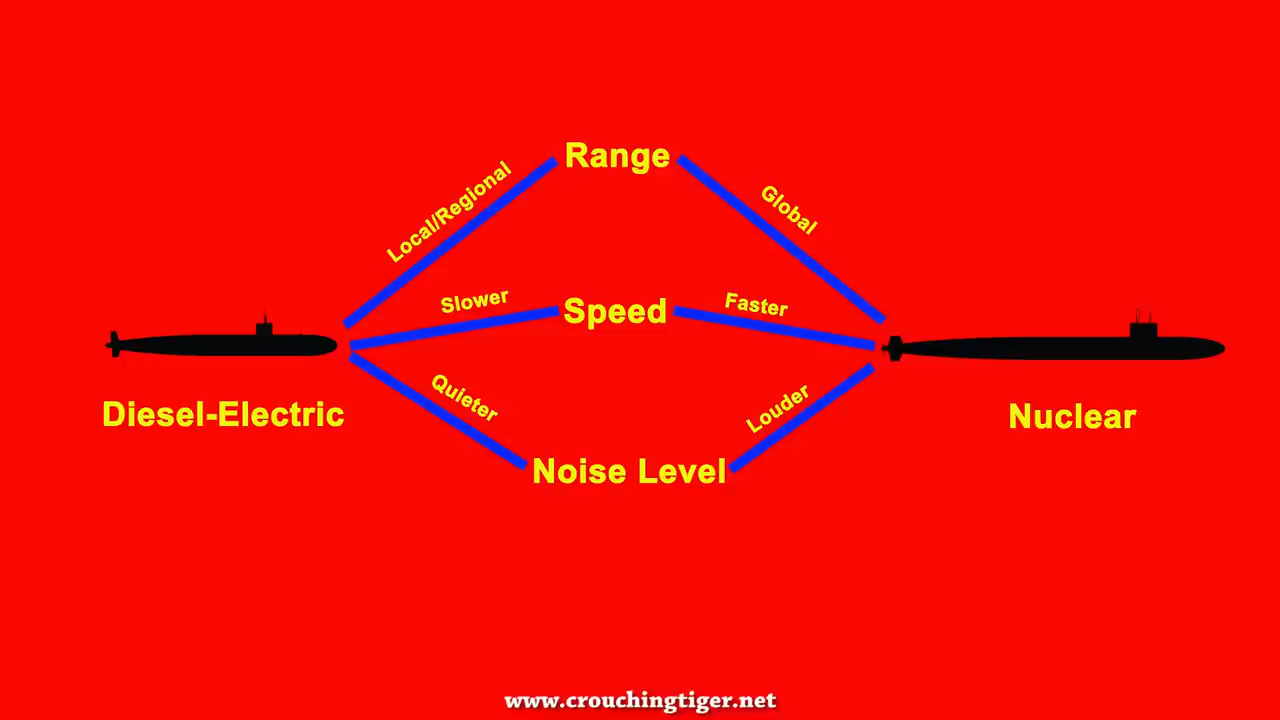 Range
Local/Regional
Global
Slower
Speed
Faster
Quieter
Louder
Diesel-Electric
Nuclear
Noise Level
www.crouchingtiger.net